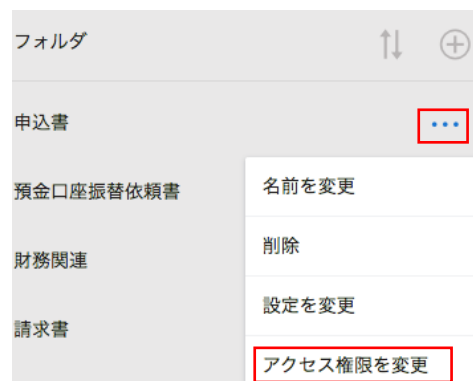 フォルダ
申込書
預金口座振替依頼書
名前を変更
財務関連
削除
設定を変更
請求書
アクセス権限を変更